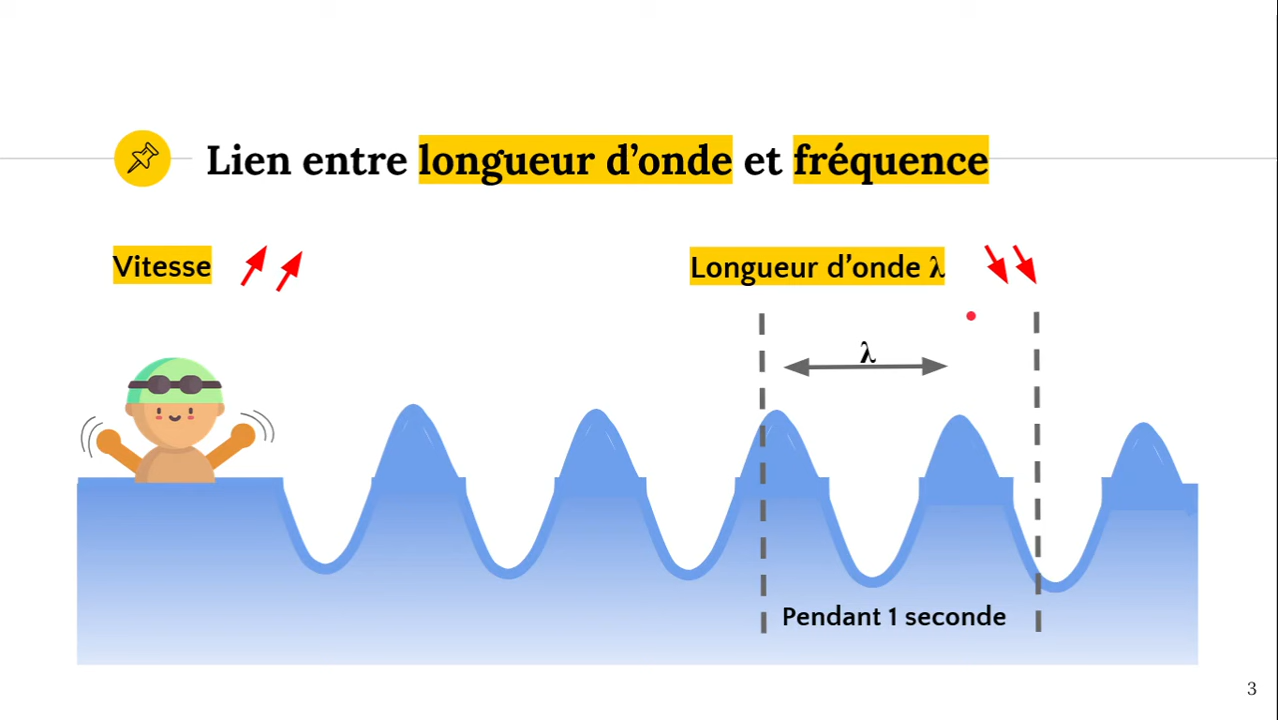 Lien entre longueur d’onde et fréquence
Vitesse
Longueur d’onde λ
λ
Pendant 1 seconde
3